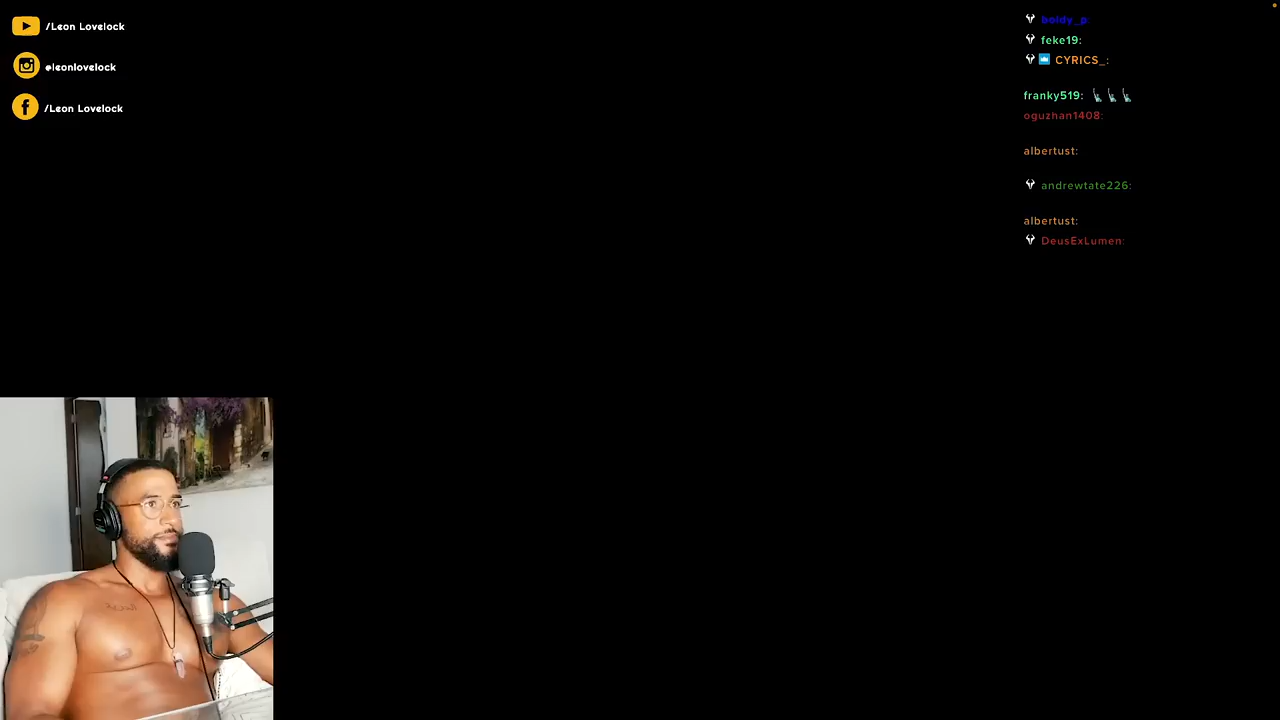 /Leon Lovelock
@leonlovelock
/Leon Lovelock
boldy_p:
feke19:
CYRICS_:
franky519:
oguzhan1408:
albertust:
andrewtate226:
albertust:
DeusExLumen: